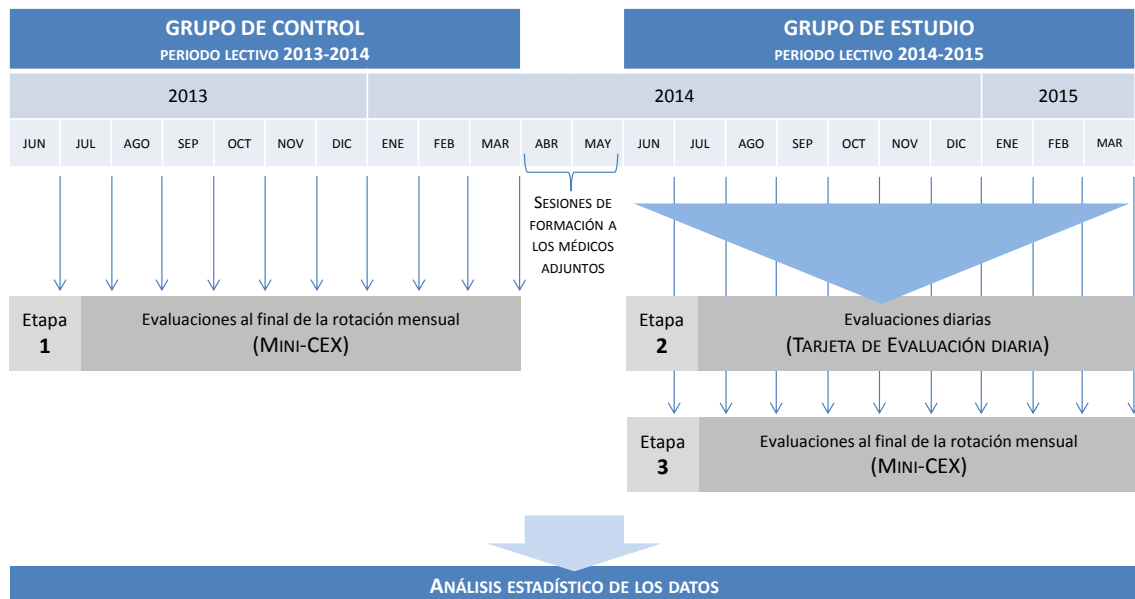 GRUPO DE CONTROL
PERIODO LECTIVO 2013-2014
GRUPO DE ESTUDIO
PERIODO LECTIVO 2014-2015
2013
2014
2015
JUN JUL AGO SEP OCT NOV DIC ENE FEB MAR ABR MAY JUN JUL AGO SEP OCT NOV DIC ENE FEB MAR
SESIONES DE
FORMACIÓN A
LOS MÉDICOS
ADJUNTOS
Etapa
1
Evaluaciones al final de la rotación mensual
(MINI-CEX)
Etapa
2
Evaluaciones diarias
(TARJETA DE EVALUACIÓN DIARIA)
Etapa
3
Evaluaciones al final de la rotación mensual
(MINI-CEX)
ANÁLISIS ESTADÍSTICO DE LOS DATOS